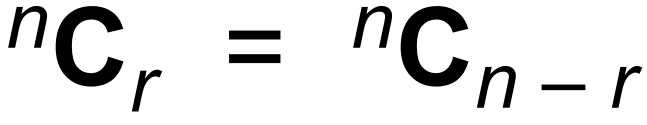 ⁿCᵣ = ⁿCₙ₋ᵣ